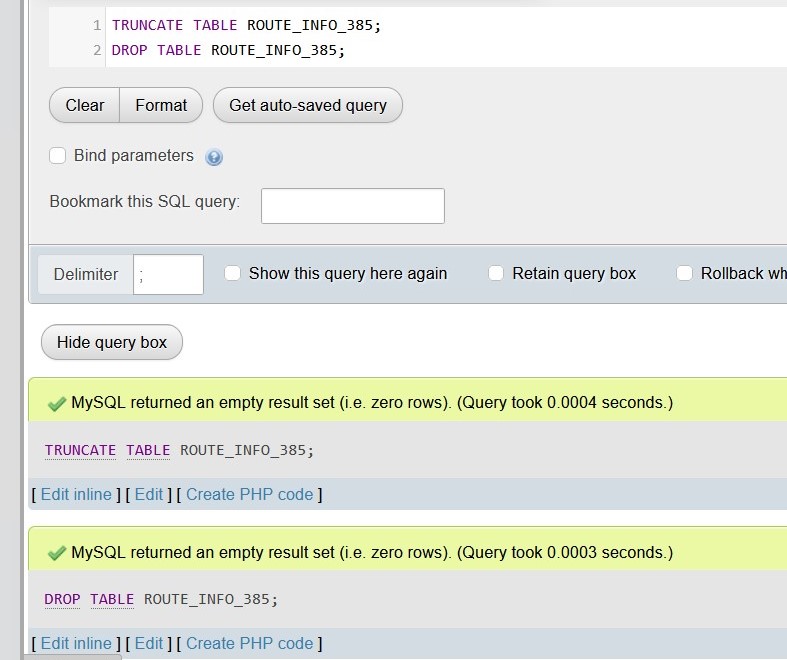 1 TRUNCATE TABLE ROUTE_INFO_385;
2 DROP TABLE ROUTE_INFO_385;
Clear Format Get auto-saved query
Bind parameters
Bookmark this SQL query:
Delimiter ; Show this query here again Retain query box Rollback wh
Hide query box
MySQL returned an empty result set (i.e. zero rows). (Query took 0.0004 seconds.)
TRUNCATE TABLE ROUTE_INFO_385;
[ Edit inline ] [ Edit ] [ Create PHP code ]
MySQL returned an empty result set (i.e. zero rows). (Query took 0.0003 seconds.)
DROP TABLE ROUTE_INFO_385;
[ Edit inline ] [ Edit ] [ Create PHP code ]